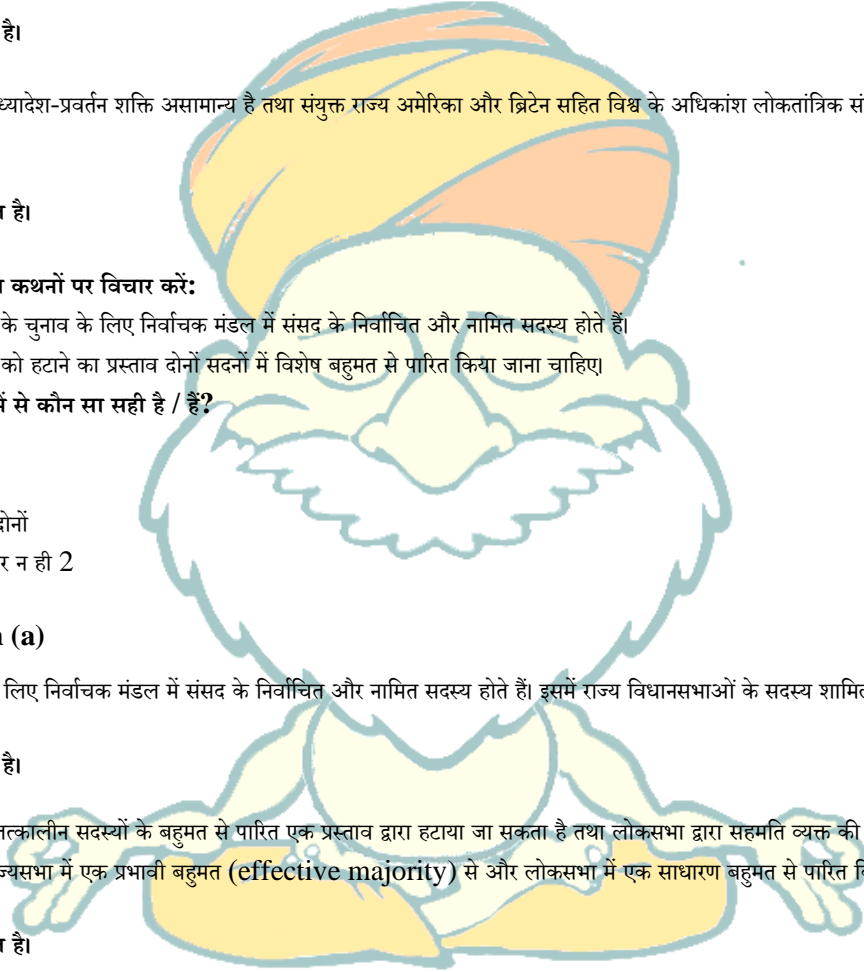 है।
ध्यादेश-प्रवर्तन शक्ति असामान्य है तथा संयुक्त राज्य अमेरिका और ब्रिटेन सहित विश्व के अधिकांश लोकतांत्रिक सं
है।
कथनों पर विचार करें:
के चुनाव के लिए निर्वाचक मंडल में संसद के निर्वाचित और नामित सदस्य होते हैं।
को हटाने का प्रस्ताव दोनों सदनों में विशेष बहुमत से पारित किया जाना चाहिए।
में से कौन सा सही है / हैं?
दोनों
र न ही 2
(a)
लिए निर्वाचक मंडल में संसद के निर्वाचित और नामित सदस्य होते हैं। इसमें राज्य विधानसभाओं के सदस्य शामिल
है।
तत्कालीन सदस्यों के बहुमत से पारित एक प्रस्ताव द्वारा हटाया जा सकता है तथा लोकसभा द्वारा सहमति व्यक्त की
ज्यसभा में एक प्रभावी बहुमत (effective majority) से और लोकसभा में एक साधारण बहुमत से पारित कि
है।